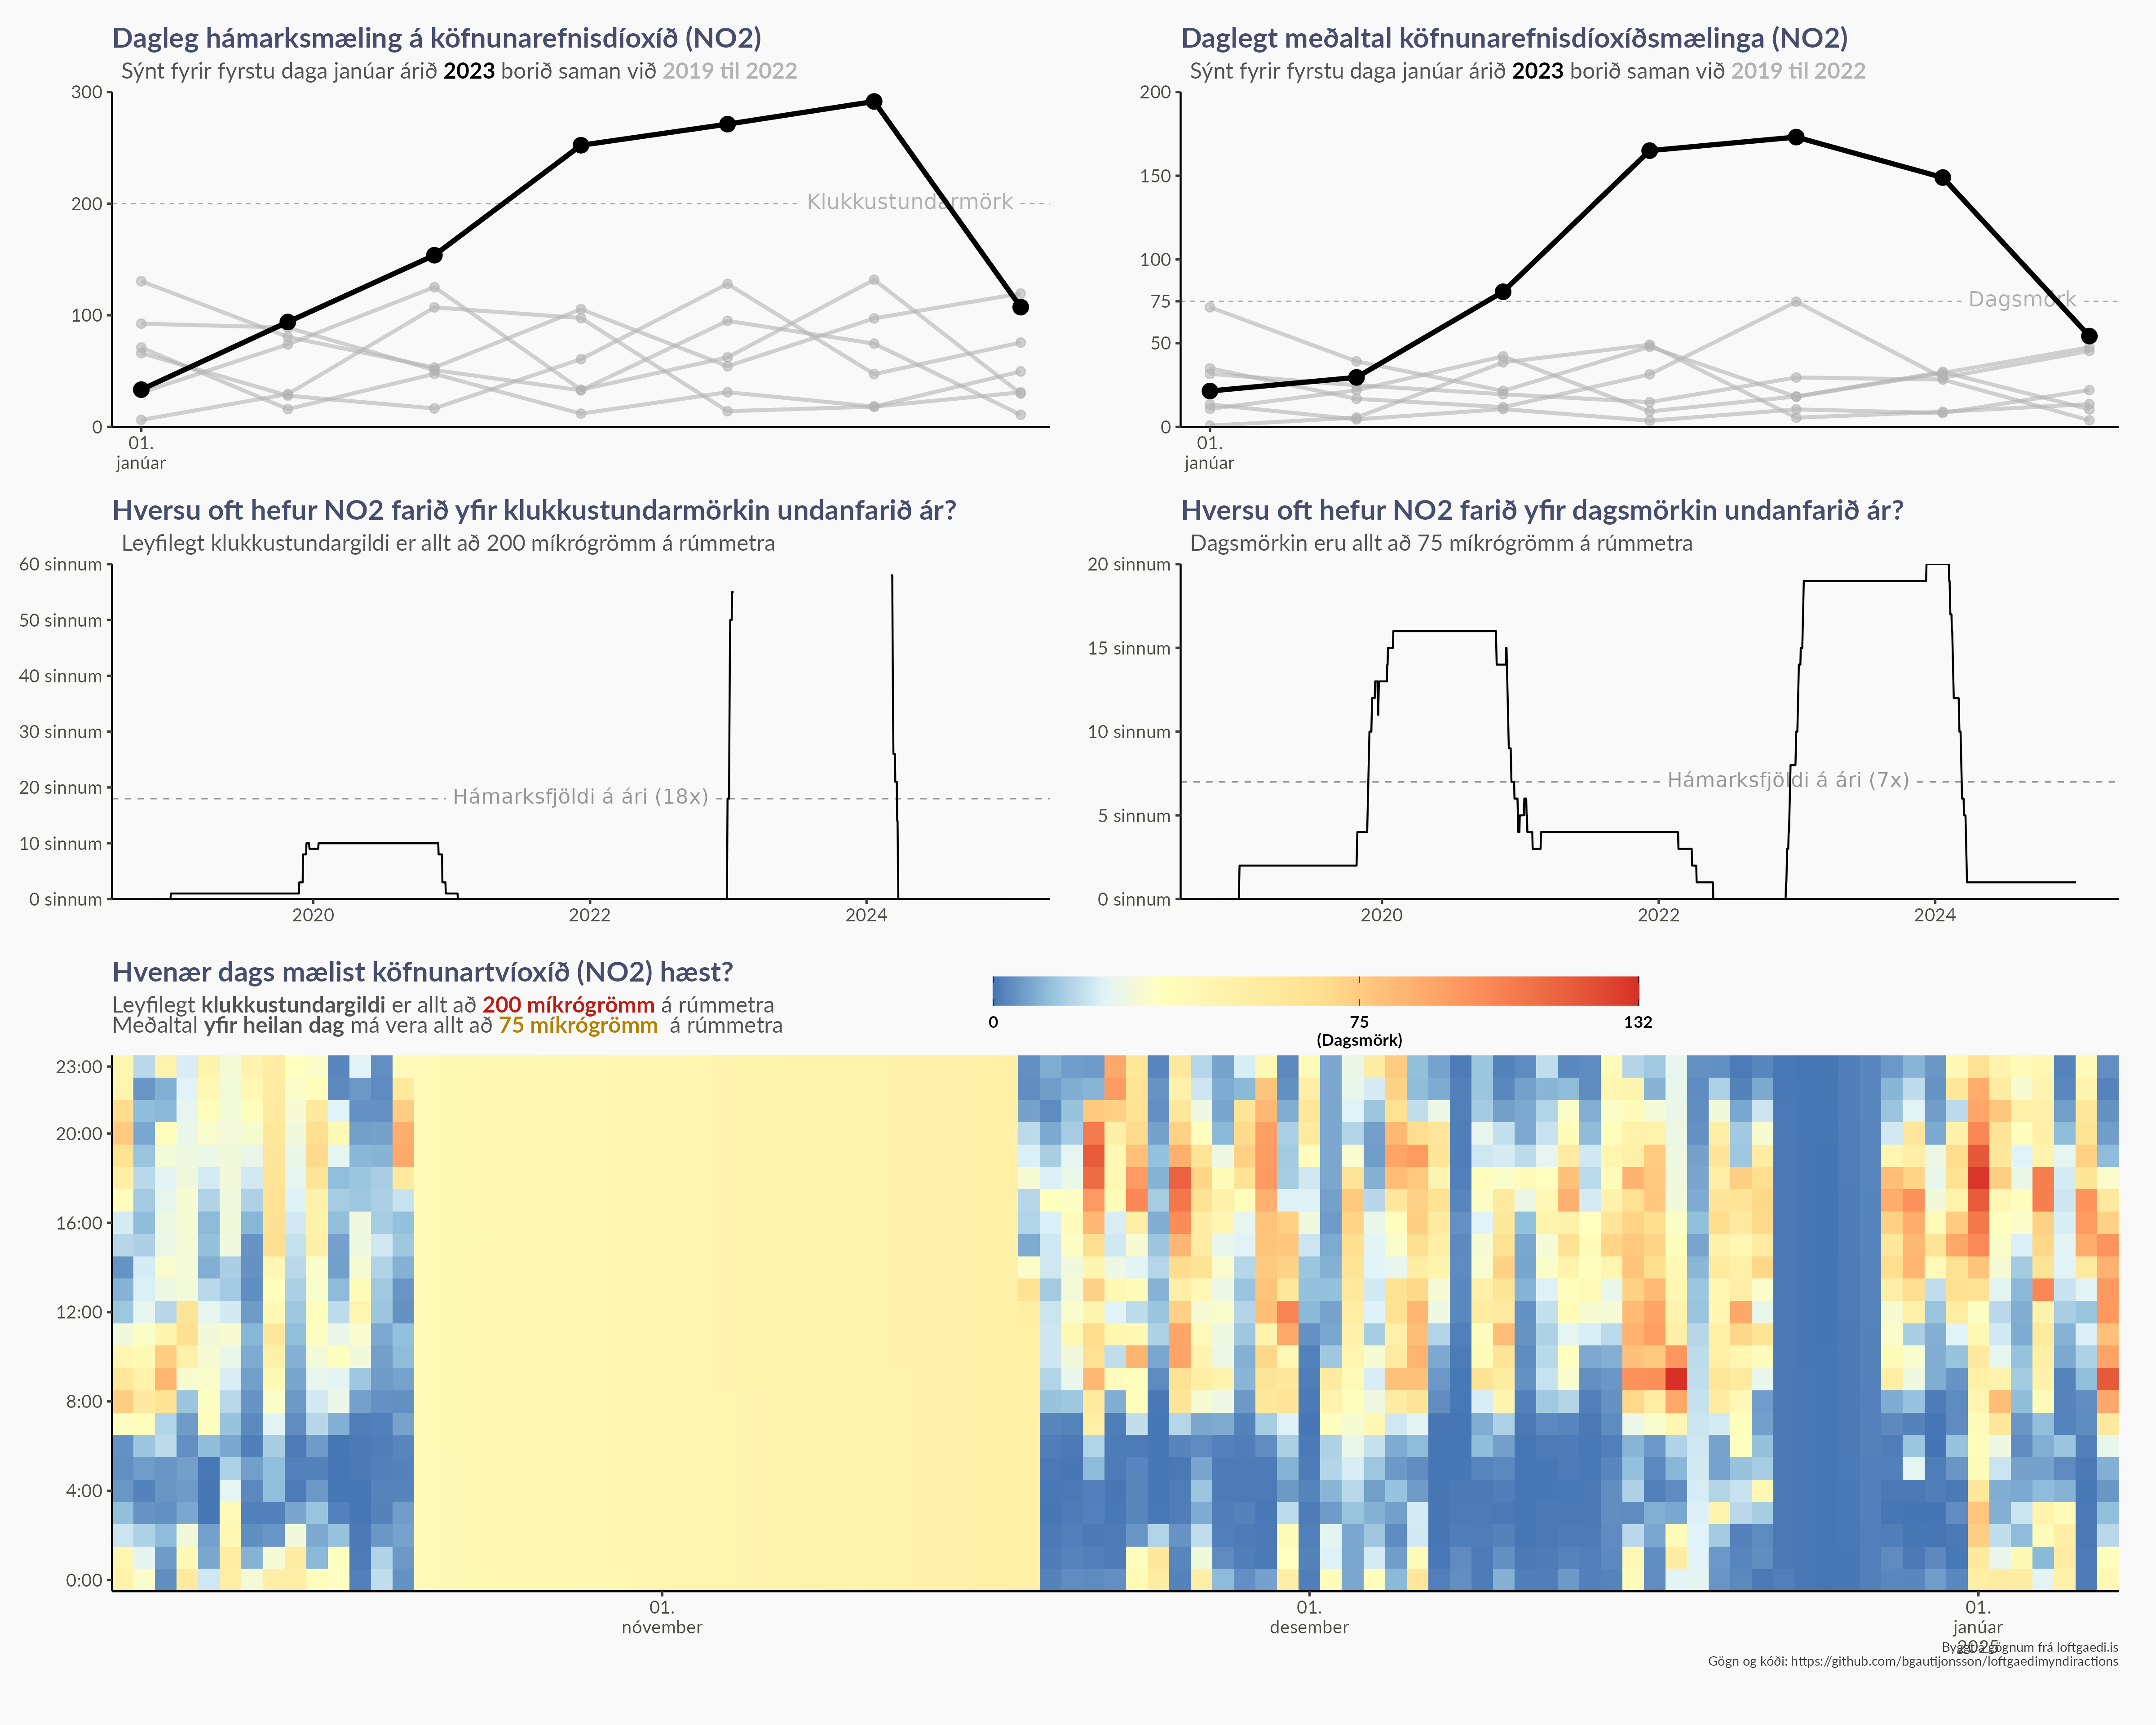 Dagleg hámarksmæling á köfnunarefnisdíoxíð (NO2)
Sýnt fyrir fyrstu daga janúar árið 2023 borið saman við 2019 til 2022
300
200
100
0
Klukkustundarmörk
01.
janúar
Daglegt meðaltal köfnunarefnisdíoxíðsmælinga (NO2)
Sýnt fyrir fyrstu daga janúar árið 2023 borið saman við 2019 til 2022
200
150
100
75
50
0
Dagsmörk
01.
janúar
Hversu oft hefur NO2 farið yfir klukkustundarmörkin undanfarið ár?
Leyfilegt klukkustundargildi er allt að 200 míkrógrömm á rúmmetra
60 sinnum
50 sinnum
40 sinnum
30 sinnum
20 sinnum
10 sinnum
0 sinnum
Hámarksfjöldi á ári (18x)
2020 2022 2024
Hversu oft hefur NO2 farið yfir dagsmörkin undanfarið ár?
Dagsmörkin eru allt að 75 míkrógrömm á rúmmetra
20 sinnum
15 sinnum
10 sinnum
5 sinnum
0 sinnum
Hámarksfjöldi á ári (7x)
2020 2022 2024
Hvenær dags mælist köfnunartvíoxíð (NO2) hæst?
Leyfilegt klukkustundargildi er allt að 200 míkrógrömm á rúmmetra
Meðaltal yfir heilan dag má vera allt að 75 míkrógrömm á rúmmetra
0 75 132
(Dagsmörk)
23:00
20:00
16:00
12:00
8:00
4:00
0:00
01.
nóvember
01.
desember
01.
janúar
2025
Byggt á gögnum frá loftgaedi.is
Gögn og kóði: https://github.com/bgautijonsson/loftgaedimyndiractions